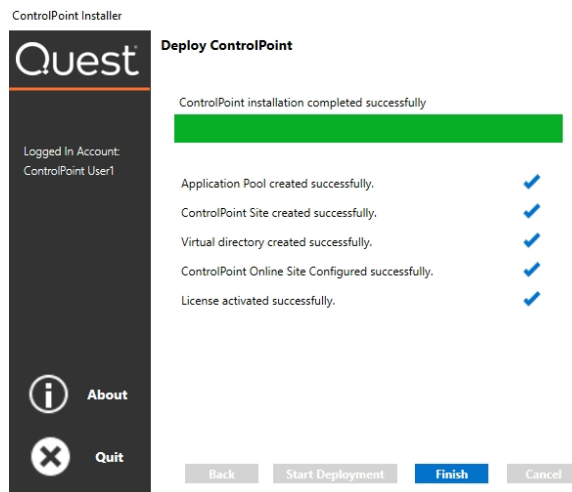 ControlPoint Installer
Quest
Deploy ControlPoint
ControlPoint installation completed successfully
Logged In Account:
ControlPoint User1
Application Pool created successfully.
ControlPoint Site created successfully.
Virtual directory created successfully.
ControlPoint Online Site Configured successfully.
License activated successfully.
About
Quit
Back
Start Deployment
Finish
Cancel